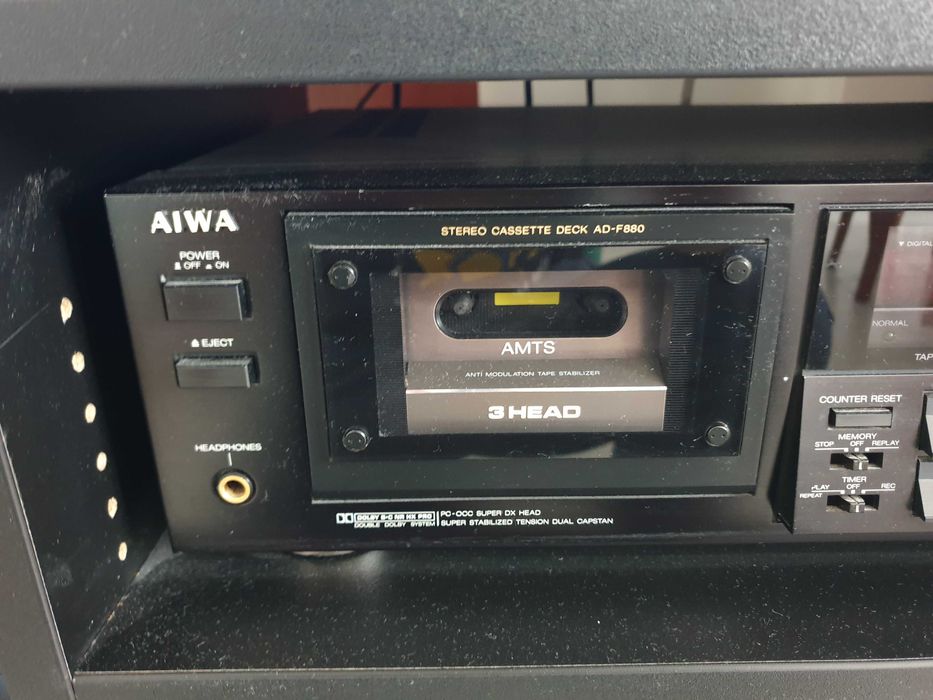 AIWA
POWER
OFF ON
EJECT
HEADPHONES
STEREO CASSETTE DECK AD-F880
AMTS
ANTI MODULATION TAPE STABILIZER
3 HEAD
DOLBY B-C NR HX PRO
DOUBLE DOLBY SYSTEM
PC-OCC SUPER DX HEAD
SUPER STABILIZED TENSION DUAL CAPSTAN
DIGITAL
NORMAL
TAP
COUNTER RESET
MEMORY
STOP OFF REPLAY
TIMER
PLAY OFF REC
REPEAT